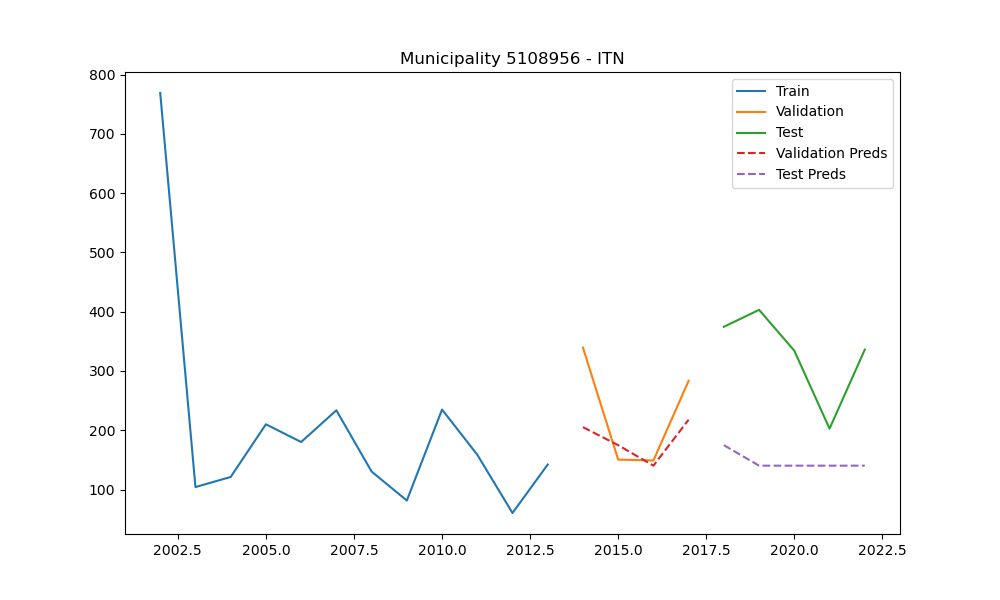 Municipality 5108956 - ITN
800
700
600
500
400
300
200
100
2002.5 2005.0 2007.5 2010.0 2012.5 2015.0 2017.5 2020.0 2022.5
Train
Validation
Test
Validation Preds
Test Preds